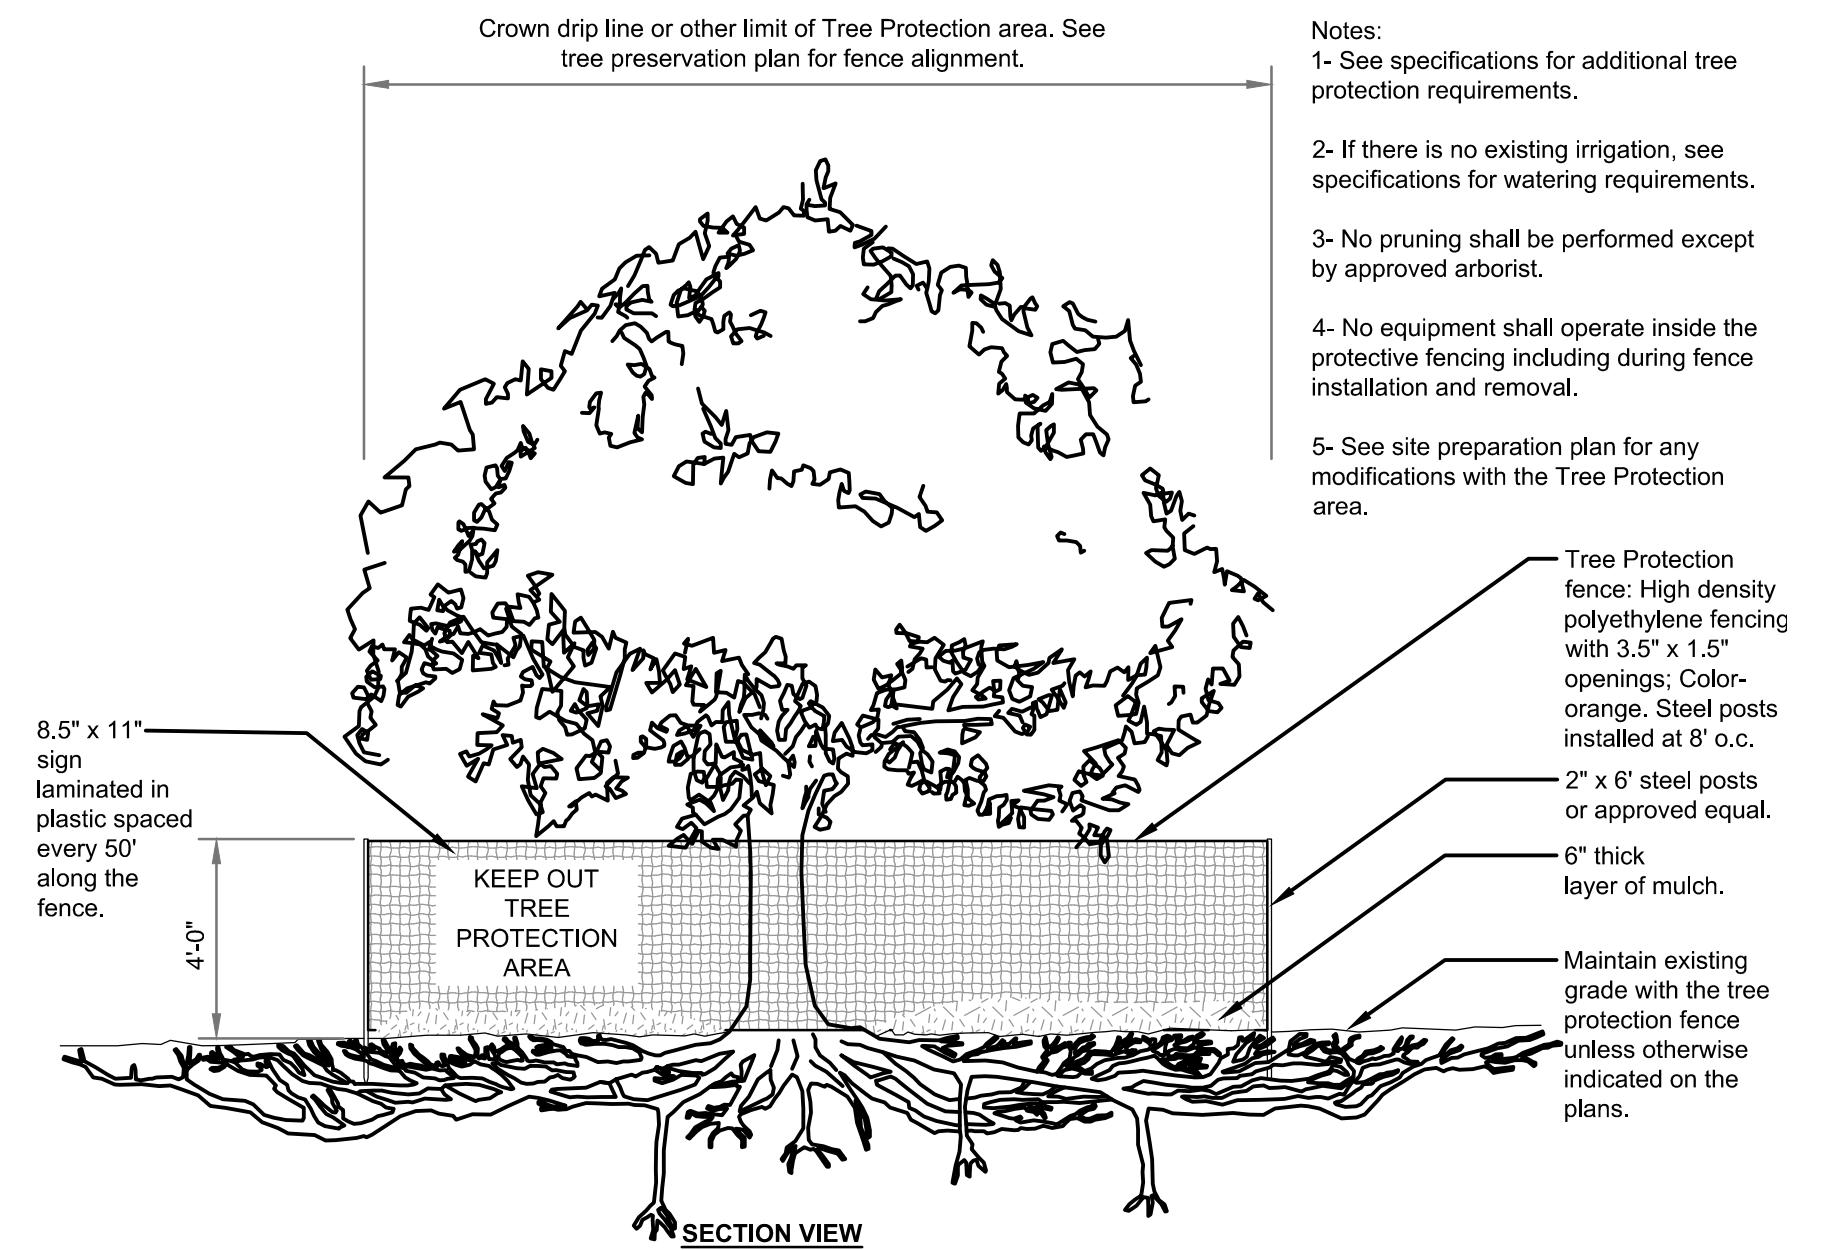 Crown drip line or other limit of Tree Protection area. See
tree preservation plan for fence alignment.
Notes:
1- See specifications for additional tree
protection requirements.
2- If there is no existing irrigation, see
specifications for watering requirements.
3- No pruning shall be performed except
by approved arborist.
4- No equipment shall operate inside the
protective fencing including during fence
installation and removal.
5- See site preparation plan for any
modifications with the Tree Protection
area.
Tree Protection
fence: High density
polyethylene fencing
with 3.5" x 1.5"
openings; Color-
orange. Steel posts
installed at 8' o.c.
2" x 6' steel posts
or approved equal.
6" thick
layer of mulch.
Maintain existing
grade with the tree
protection fence
unless otherwise
indicated on the
plans.
8.5" x 11"
sign
laminated in
plastic spaced
every 50'
along the
fence.
4'-0"
KEEP OUT
TREE
PROTECTION
AREA
SECTION VIEW